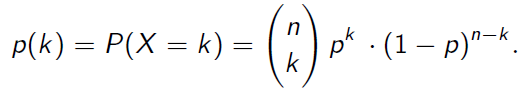 p(k) = P(X = k) = \binom{n}{k} p^k · (1 − p)^{n−k}.